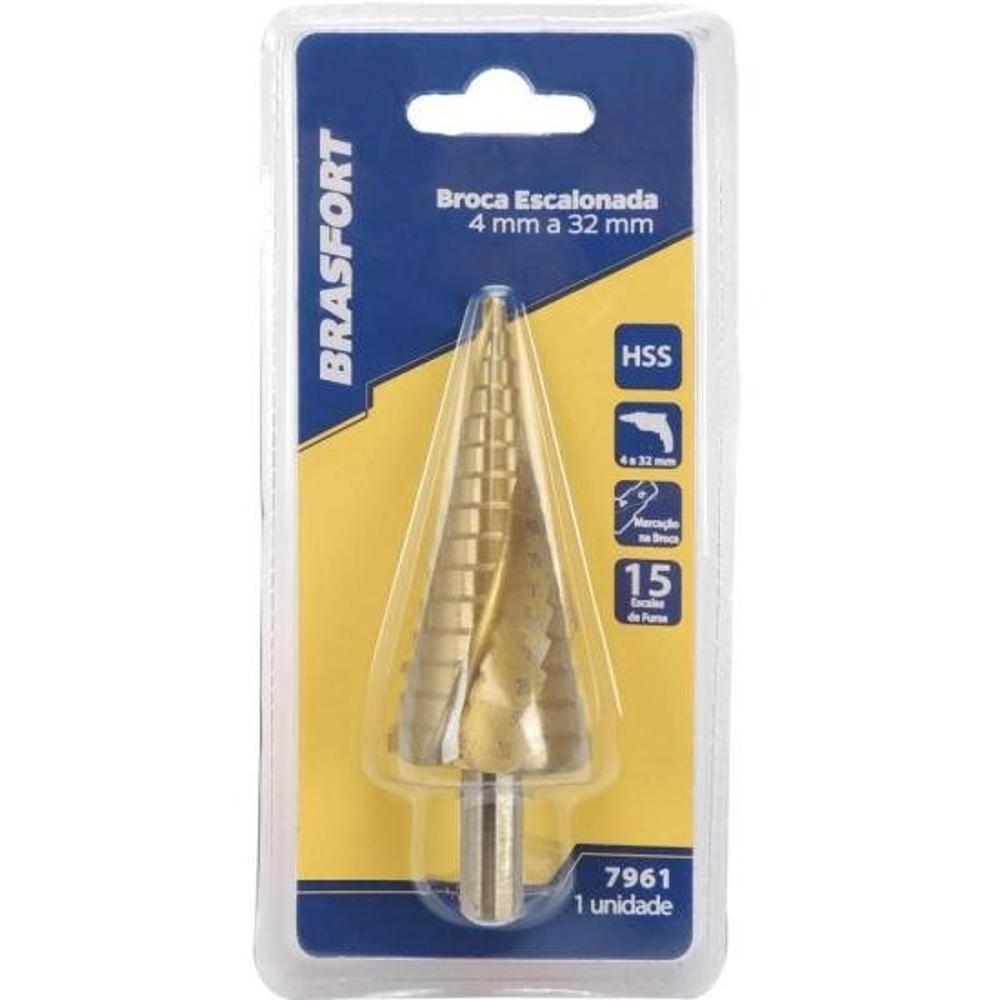 BRASFORT
Broca Escalonada
4 mm a 32 mm
HSS
4 a 32 mm
Marcação
na Broca
15
Escalas
de Furos
7961
1 unidade